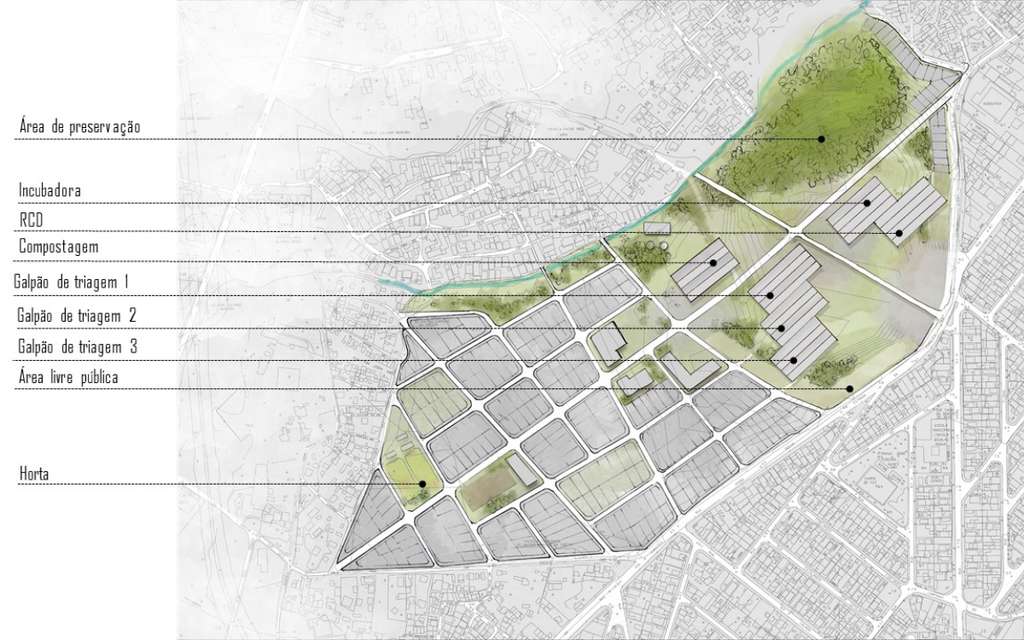 Área de preservação
Incubadora
RCD
Compostagem
Galpão de triagem 1
Galpão de triagem 2
Galpão de triagem 3
Área livre pública
Horta